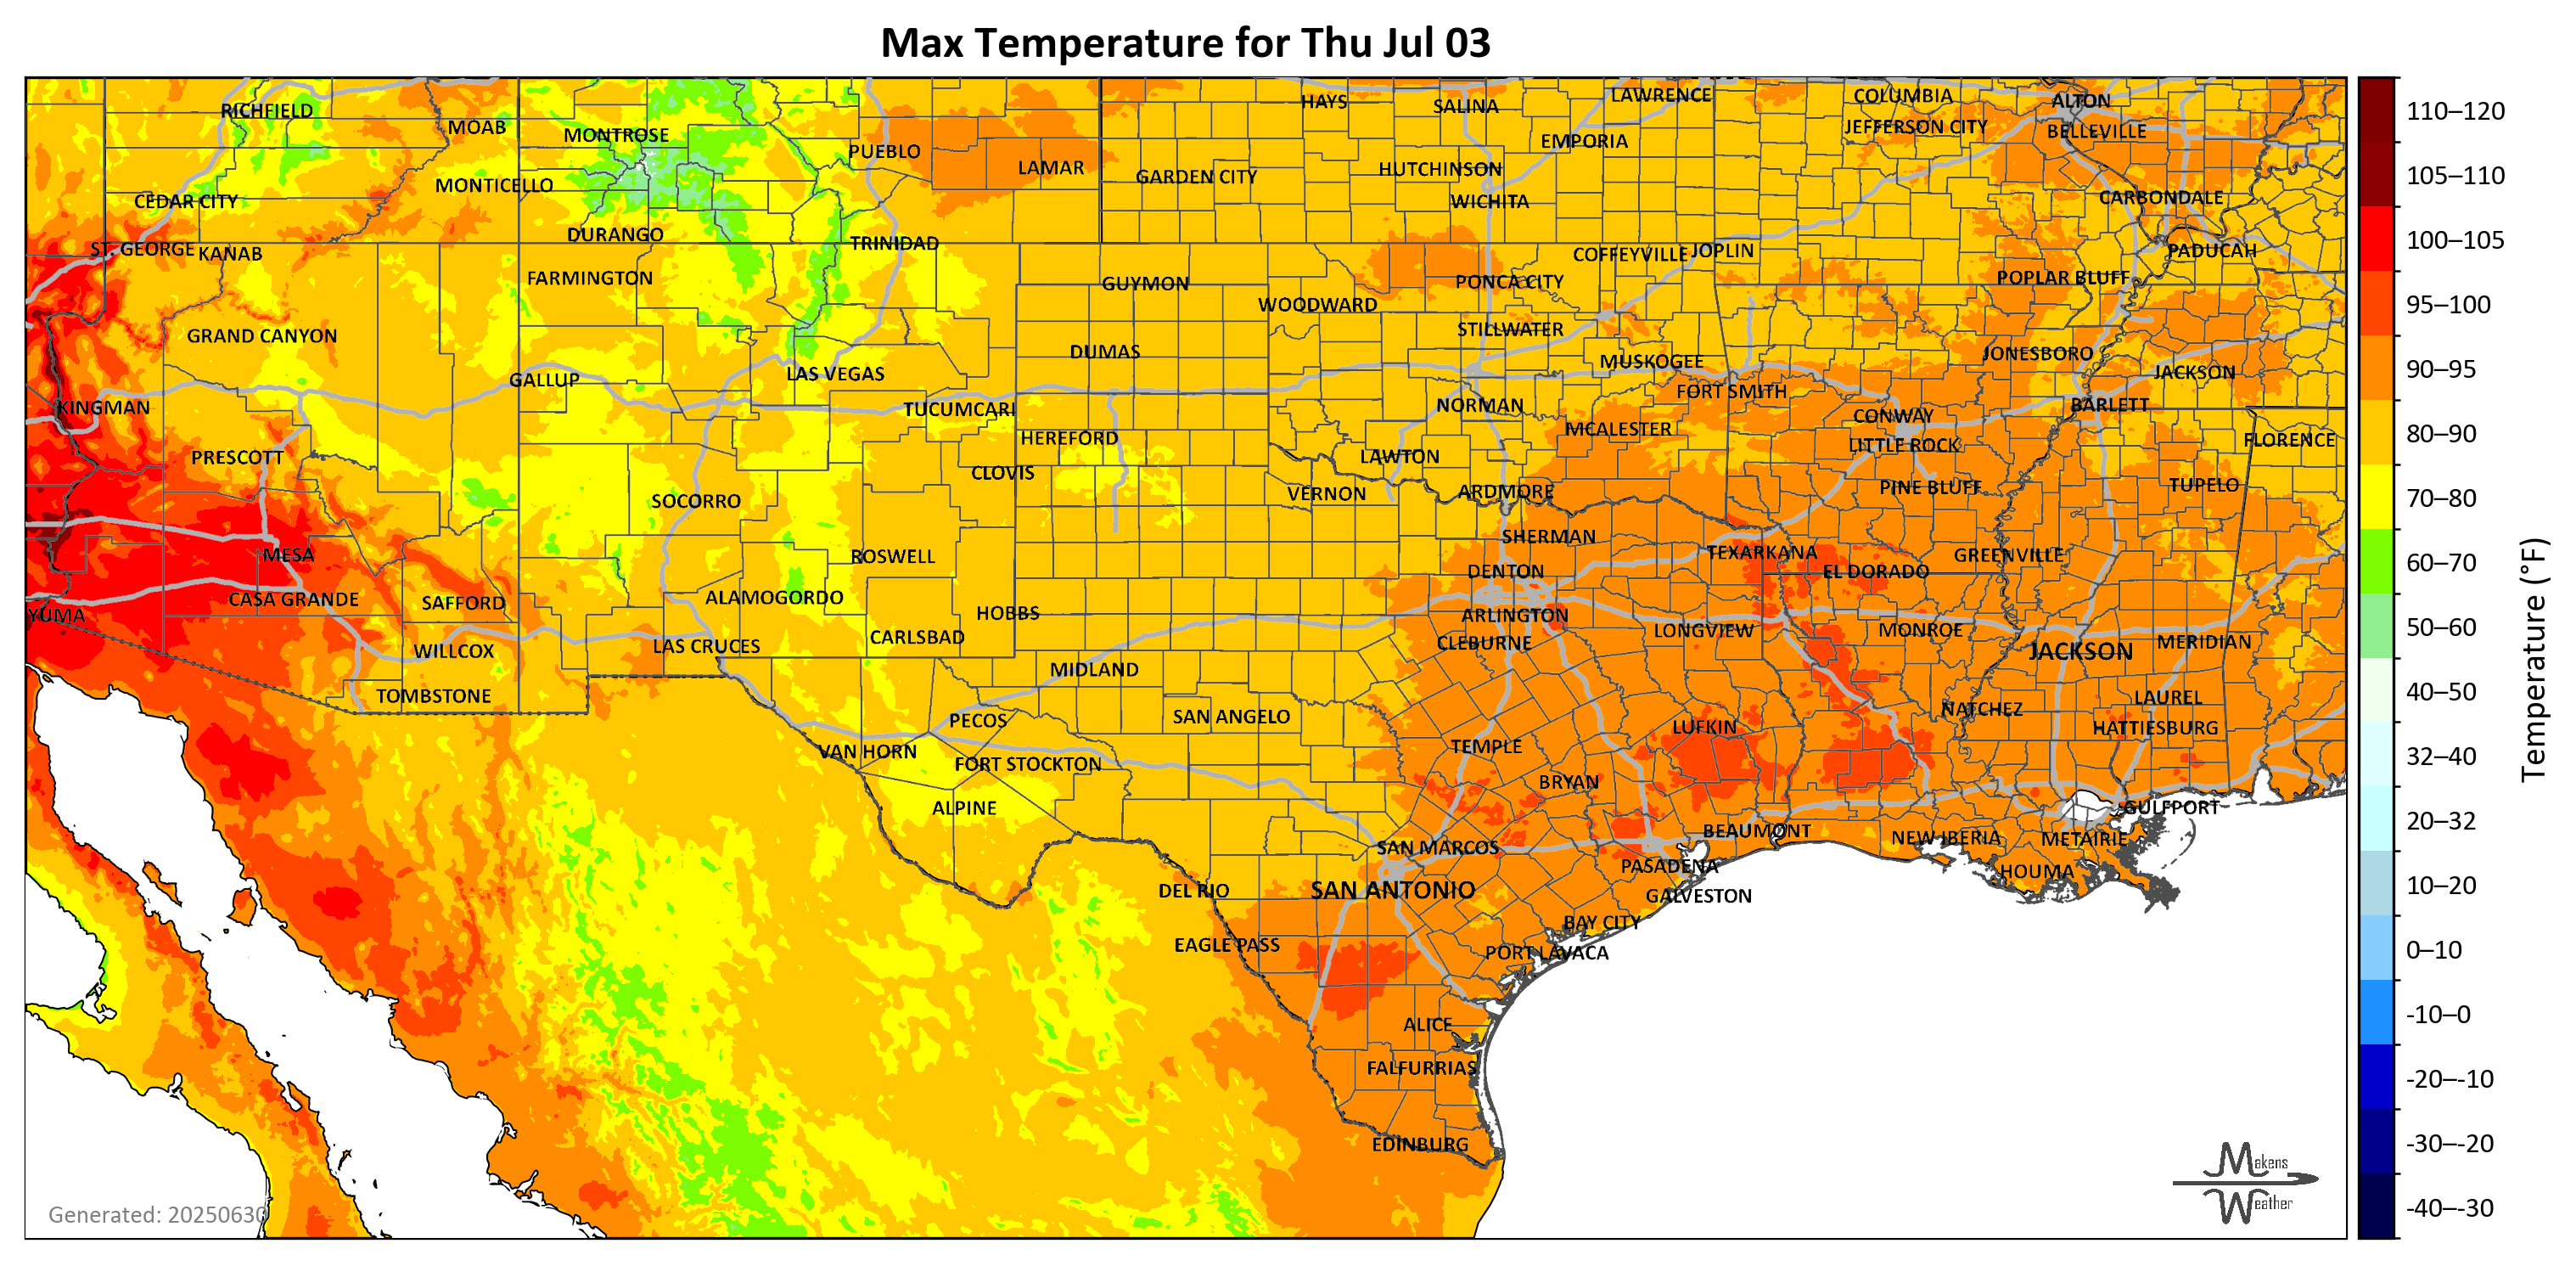 Max Temperature for Thu Jul 03
RICHFIELD
MOAB
MONTROSE
PUEBLO
LAMAR
HAYS
SALINA
LAWRENCE
COLUMBIA
ALTON
EMPORIA
JEFFERSON CITY
BELLEVILLE
CEDAR CITY
MONTICELLO
GARDEN CITY
HUTCHINSON
WICHITA
CARBONDALE
ST. GEORGE
KANAB
DURANGO
TRINIDAD
COFFEYVILLE
JOPLIN
PADUCAH
FARMINGTON
GUYMON
WOODWARD
PONCA CITY
POPLAR BLUFF
GRAND CANYON
DUMAS
STILLWATER
MUSKOGEE
JONESBORO
GALLUP
LAS VEGAS
FORT SMITH
JACKSON
KINGMAN
TUCUMCARI
NORMAN
CONWAY
BARLETT
PRESCOTT
HEREFORD
LAWTON
MCALESTER
LITTLE ROCK
FLORENCE
SOCORRO
CLOVIS
VERNON
ARDMORE
PINE BLUFF
TUPELO
MESA
ROSWELL
SHERMAN
TEXARKANA
GREENVILLE
CASA GRANDE
SAFFORD
ALAMOGORDO
HOBBS
DENTON
EL DORADO
YUMA
WILLCOX
LAS CRUCES
CARLSBAD
ARLINGTON
CLEBURNE
LONGVIEW
MONROE
JACKSON
MERIDIAN
TOMBSTONE
MIDLAND
PECOS
SAN ANGELO
LUFKIN
NATCHEZ
LAUREL
HATTIESBURG
VAN HORN
FORT STOCKTON
TEMPLE
BRYAN
ALPINE
SAN MARCOS
BEAUMONT
NEW IBERIA
METAIRIE
GULFPORT
DEL RIO
SAN ANTONIO
PASADENA
GALVESTON
HOUMA
EAGLE PASS
BAY CITY
PORT LAVACA
ALICE
FALFURRIAS
EDINBURG
Generated: 20250630
Makens
Weather
110–120
105–110
100–105
95–100
90–95
80–90
70–80
60–70
50–60
40–50
32–40
20–32
10–20
0–10
-10–0
-20–-10
-30–-20
-40–-30
Temperature (°F)